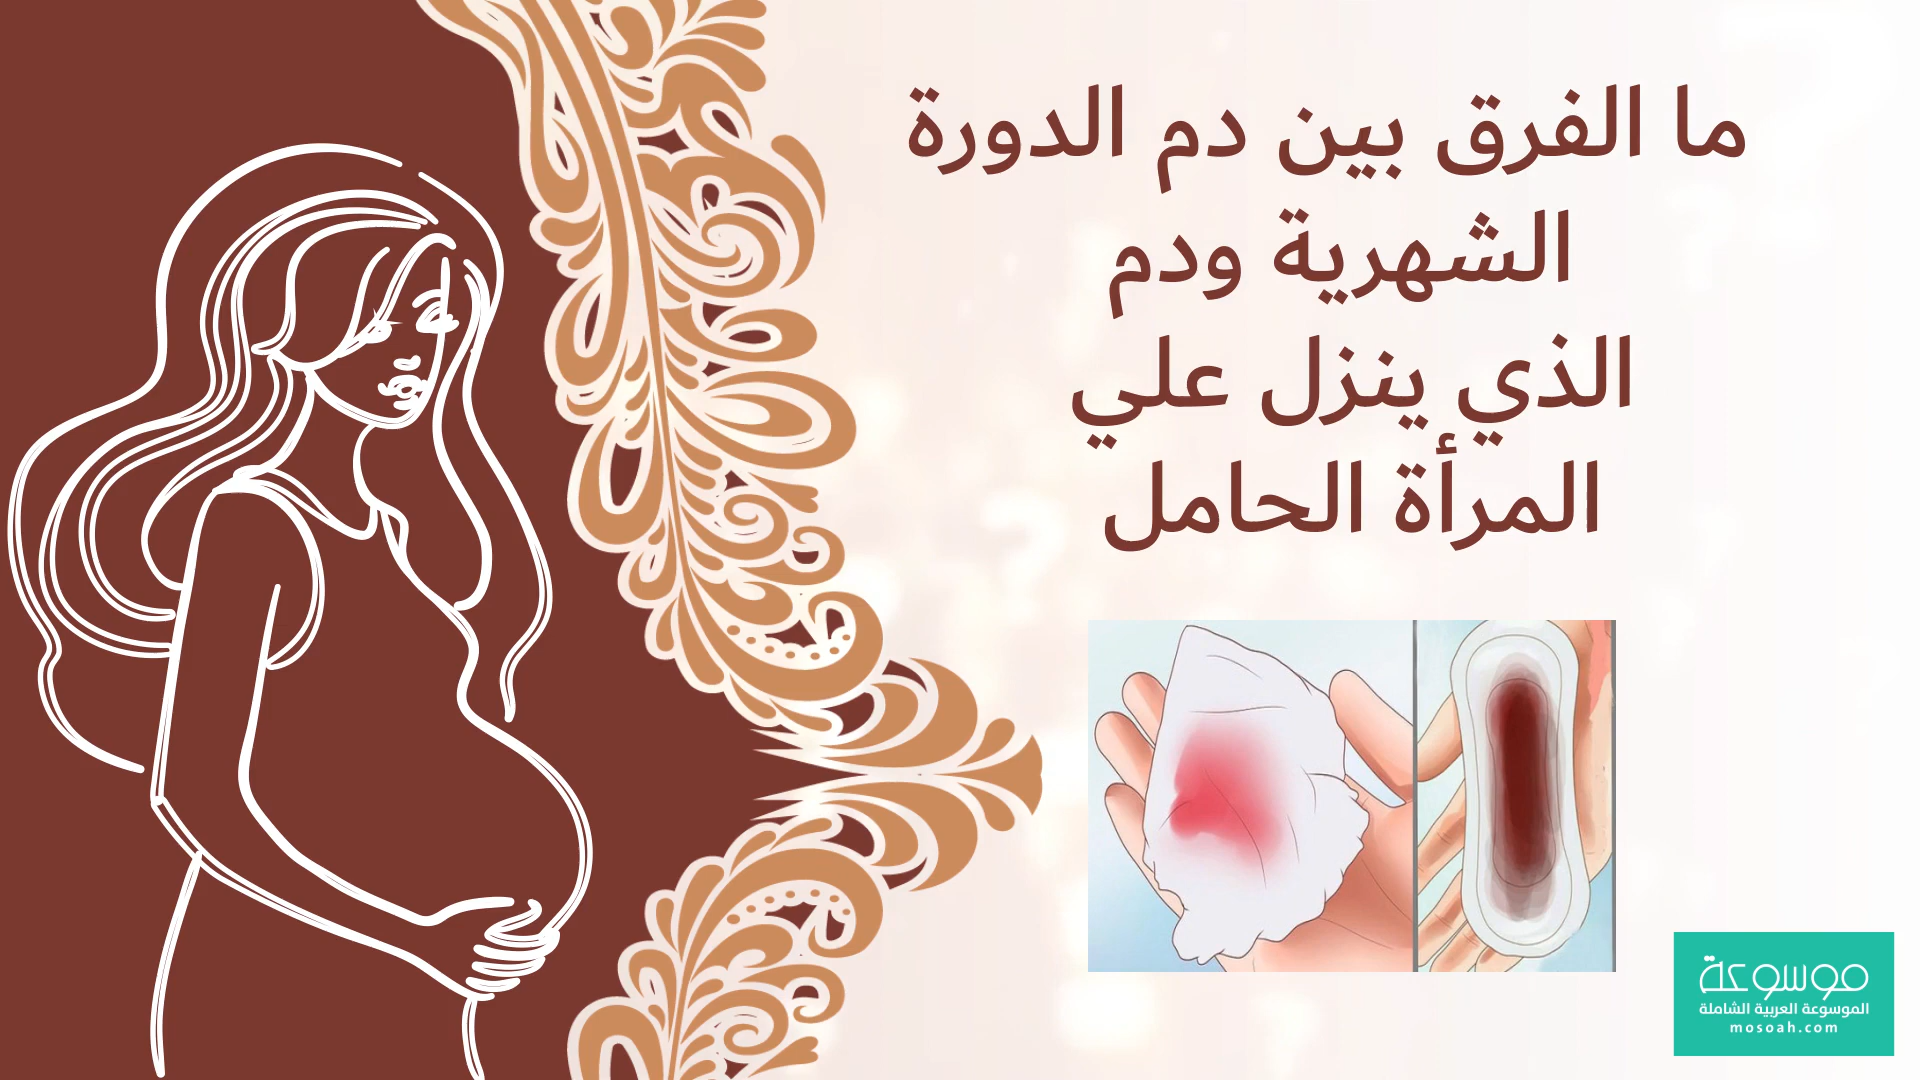 ما الفرق بين دم الدورة
الشهرية ودم
الذي ينزل علي
المرأة الحامل
موسوعة
الموسوعة العربية الشاملة
mosoah.com